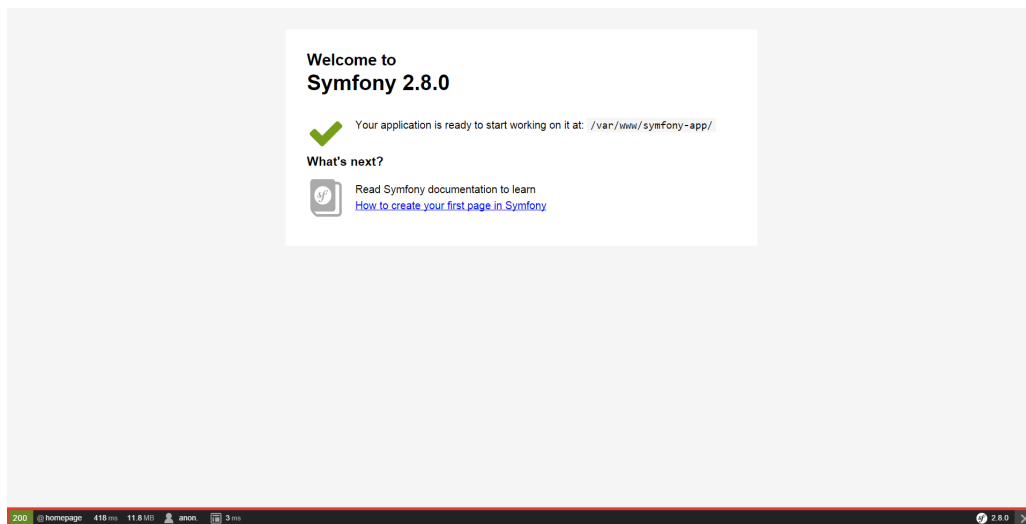 Welcome to
Symfony 2.8.0
Your application is ready to start working on it at: /var/www/symfony-app/
What's next?
sf
Read Symfony documentation to learn
How to create your first page in Symfony
200 @ homepage 418 ms 11.8 MB anon. 3 ms sf 2.8.0